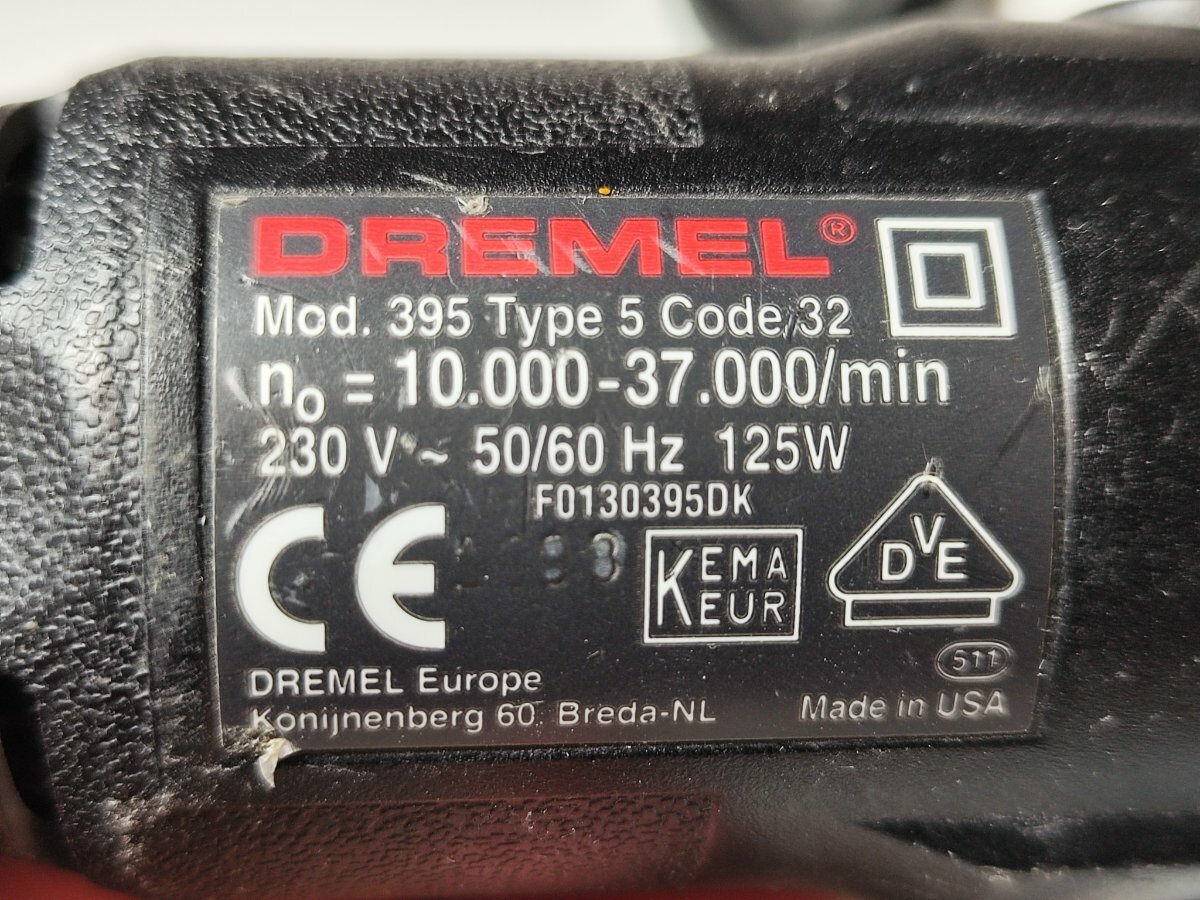 DREMEL®
Mod. 395 Type 5 Code 32
no = 10.000-37.000/min
230 V ~ 50/60 Hz 125W
F0130395DK
CE
KEMA
KEUR
DVE
511
DREMEL Europe
Konijnenberg 60. Breda-NL
Made in USA